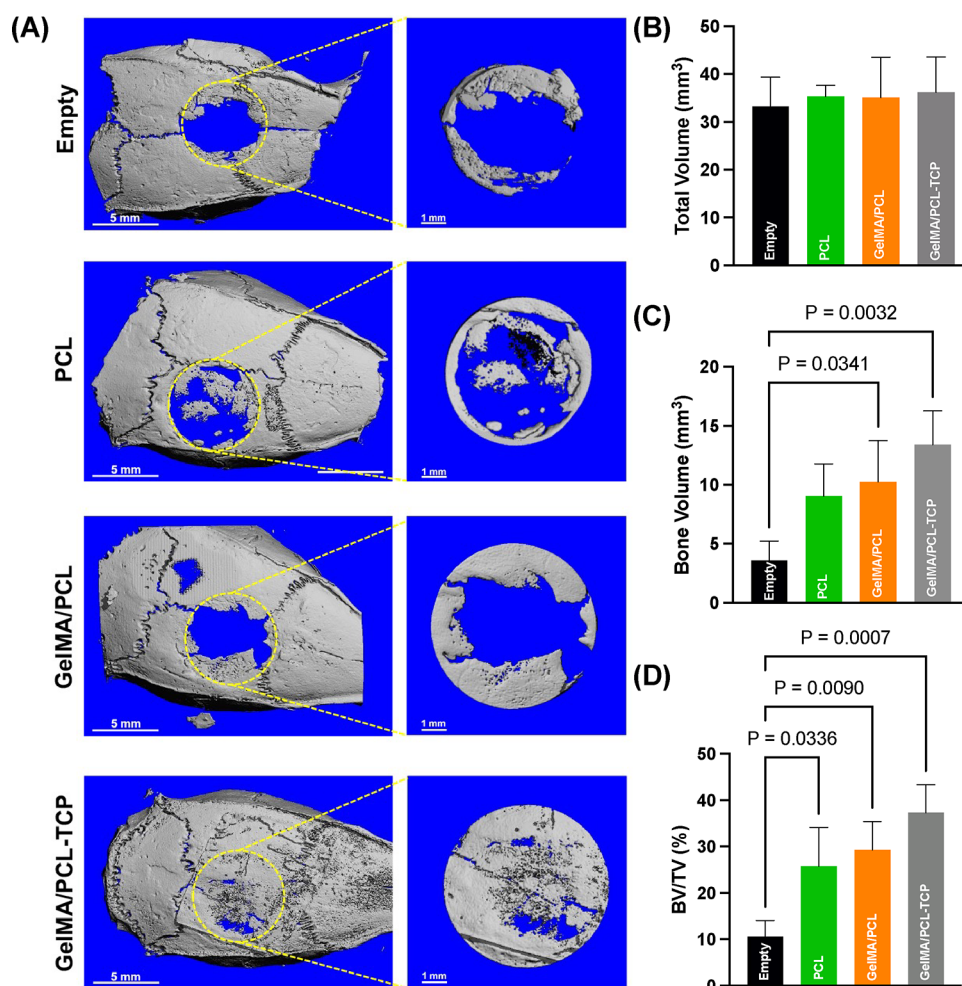 (A)
Empty
5 mm
1 mm
PCL
5 mm
1 mm
GelMA/PCL
5 mm
1 mm
GelMA/PCL-TCP
5 mm
1 mm
(B)
Total Volume (mm³)
50
40
30
20
10
0
Empty
PCL
GelMA/PCL
GelMA/PCL-TCP
(C)
P = 0.0032
P = 0.0341
Bone Volume (mm³)
20
15
10
5
0
Empty
PCL
GelMA/PCL
GelMA/PCL-TCP
(D)
P = 0.0007
P = 0.0090
P = 0.0336
BV/TV (%)
50
40
30
20
10
0
Empty
PCL
GelMA/PCL
GelMA/PCL-TCP